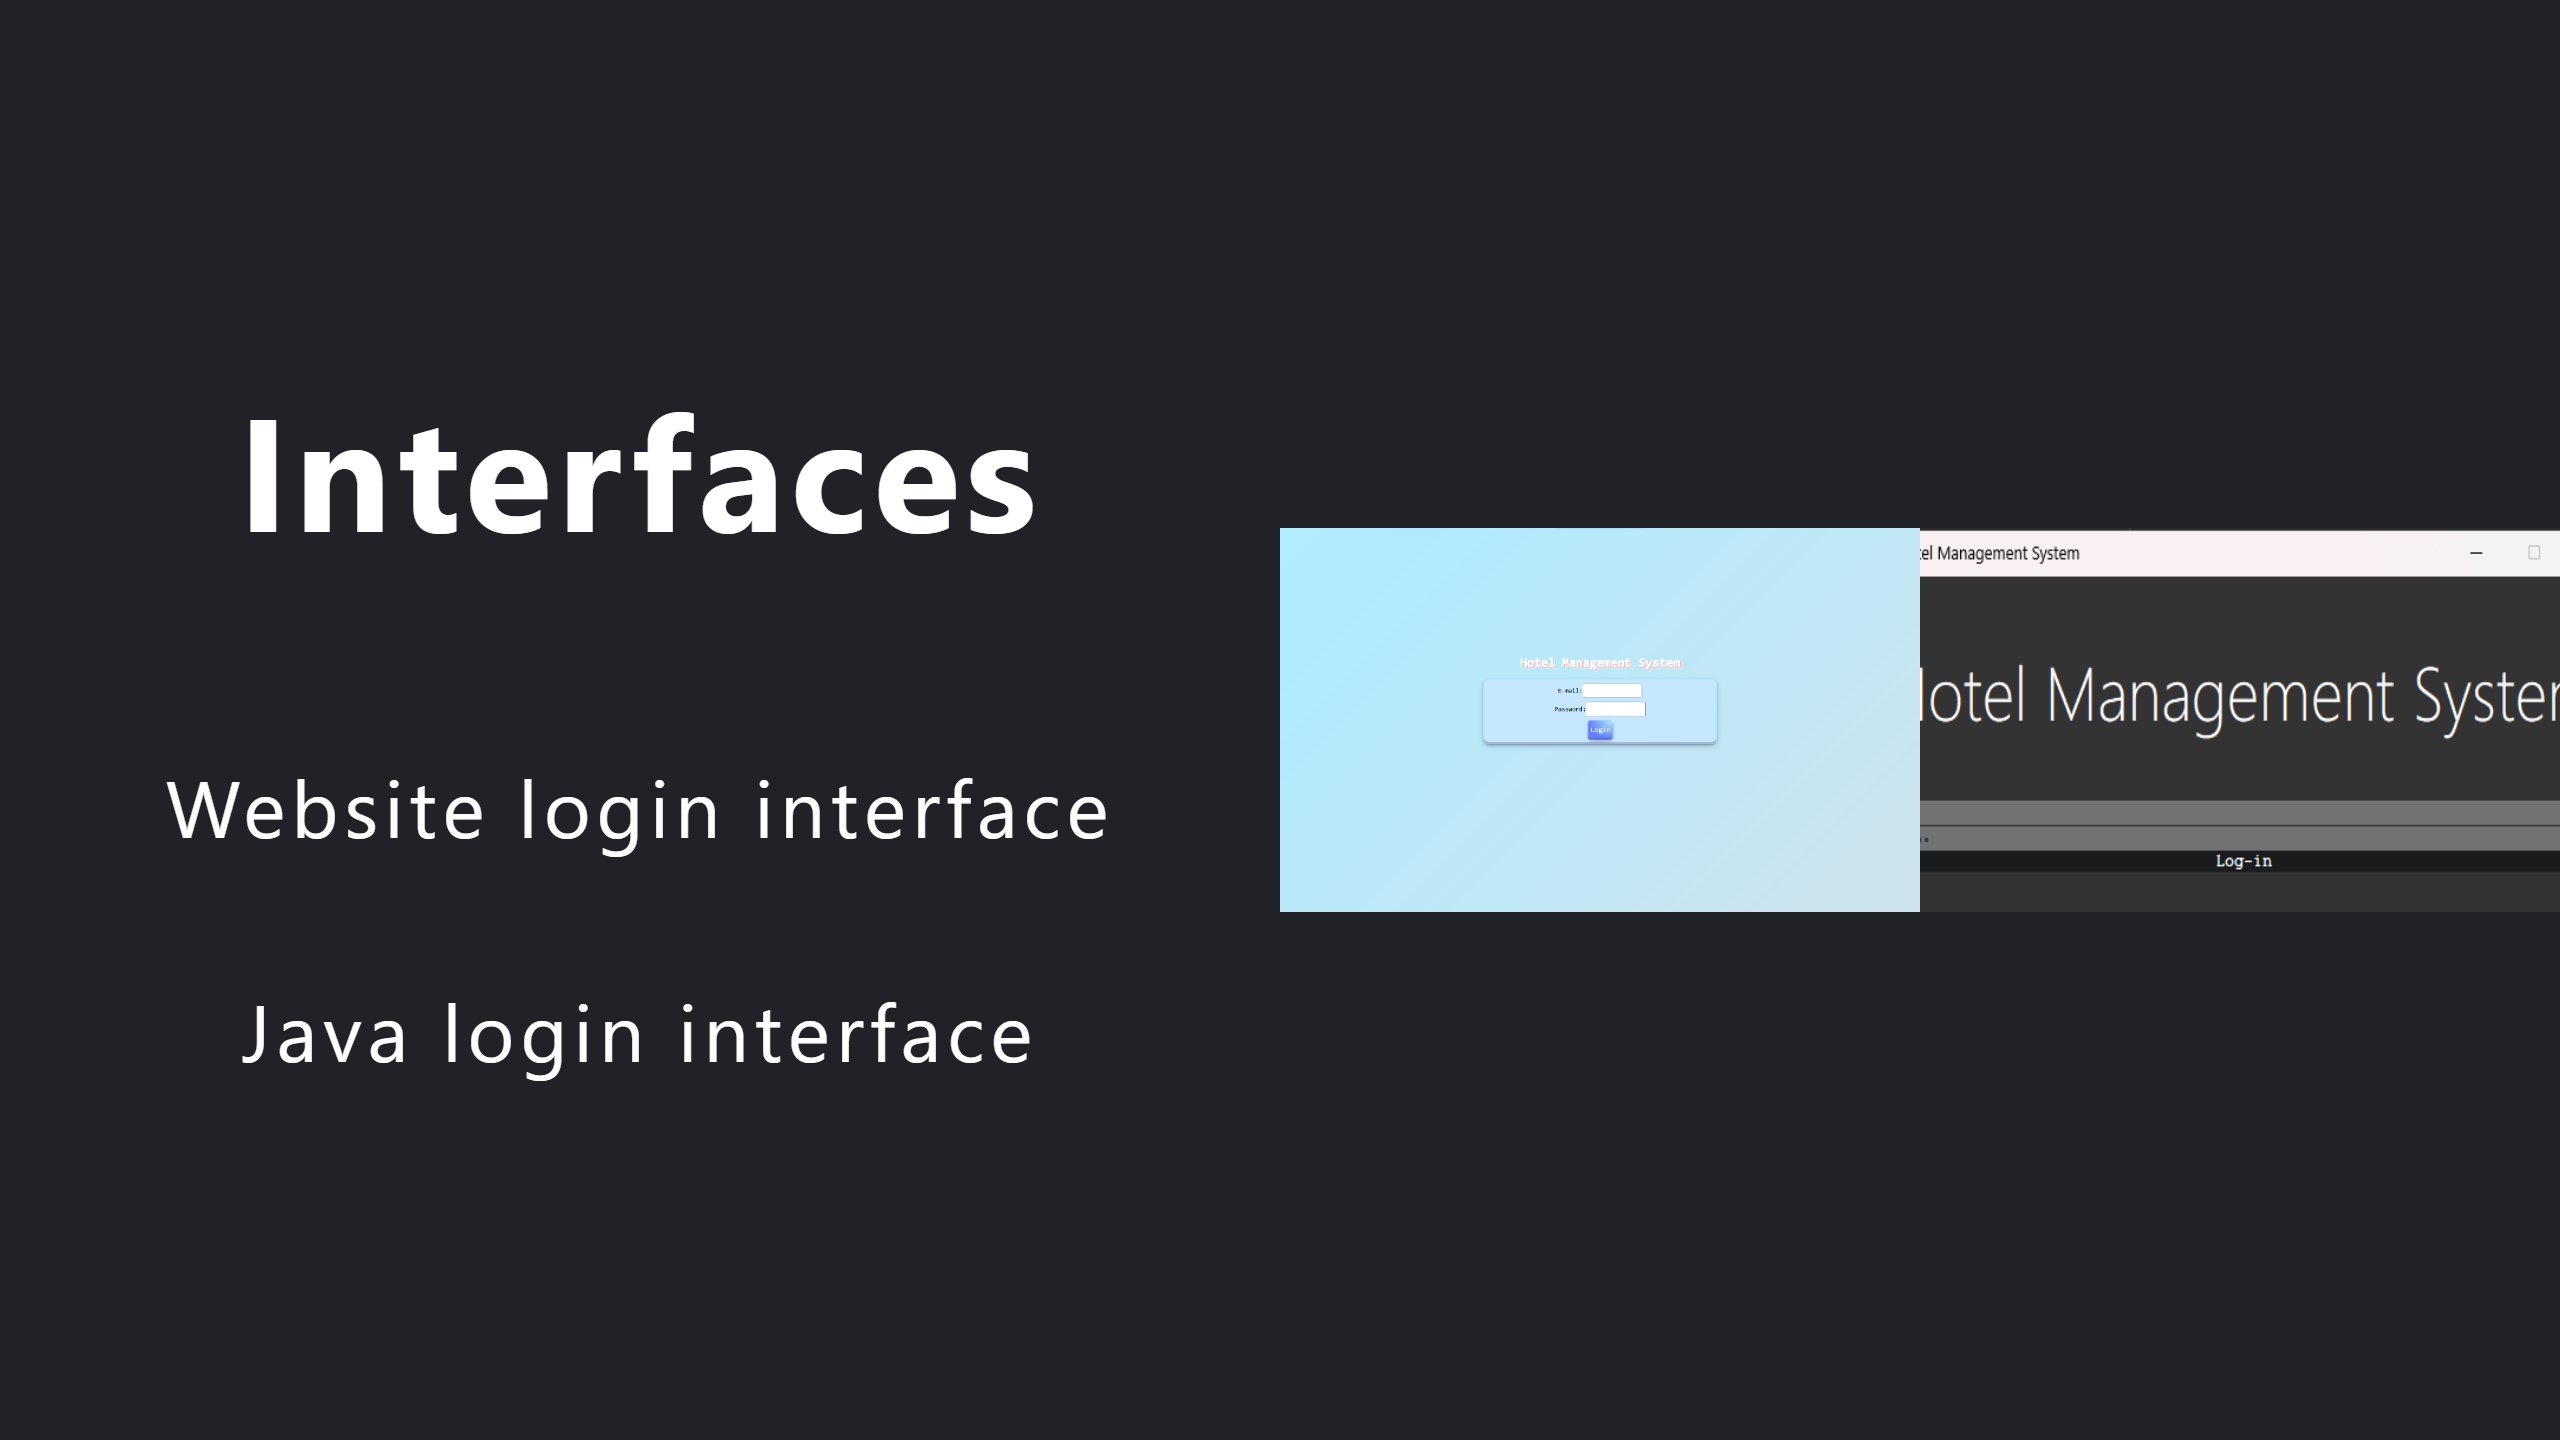 Interfaces
Website login interface
Java login interface
Hotel Management System
E-mail:
Password:
Login
el Management System
otel Management System
Log-in